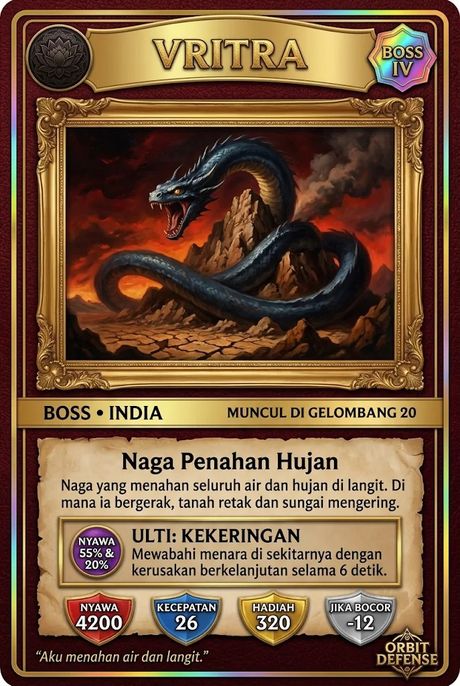 VRITRA
BOSS
IV
BOSS • INDIA
MUNCUL DI GELOMBANG 20
Naga Penahan Hujan
Naga yang menahan seluruh air dan hujan di langit. Di
mana ia bergerak, tanah retak dan sungai mengering.
NYAWA
55% &
20%
ULTI: KEKERINGAN
Mewabahi menara di sekitarnya dengan
kerusakan berkelanjutan selama 6 detik.
NYAWA
4200
KECEPATAN
26
HADIAH
320
JIKA BOCOR
-12
"Aku menahan air dan langit."
ORBIT
DEFENSE